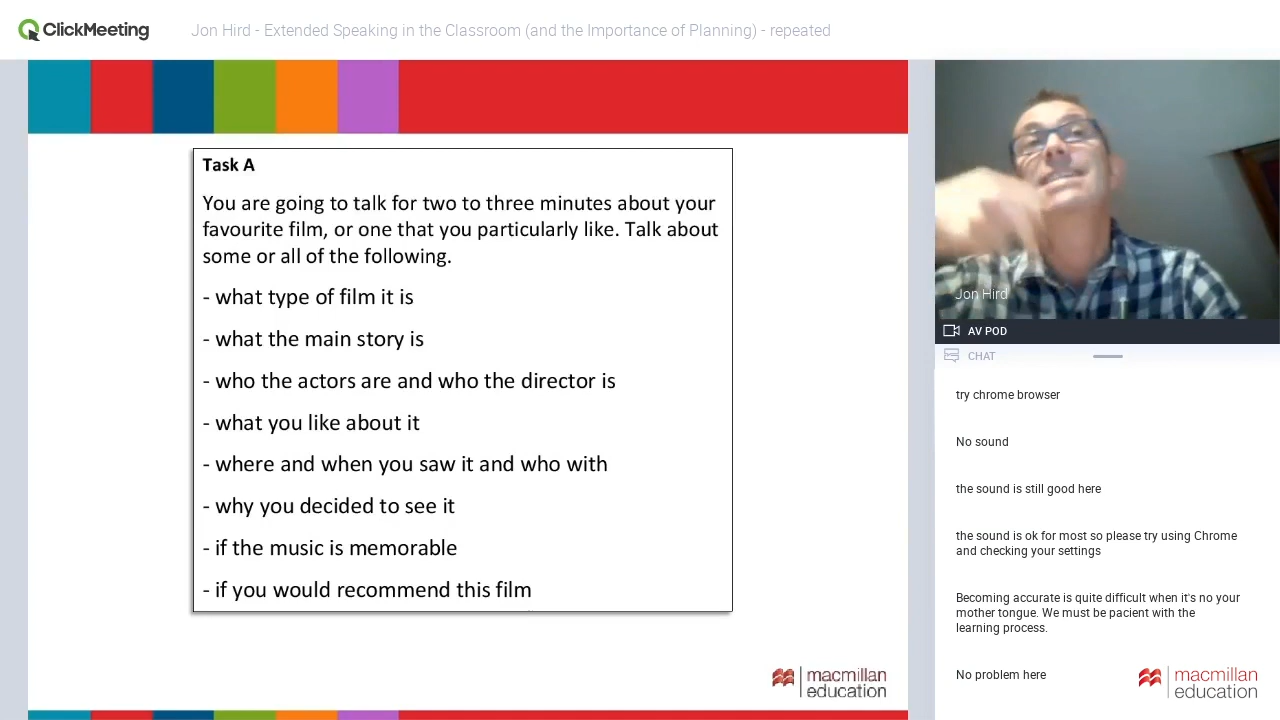 ClickMeeting
Jon Hird - Extended Speaking in the Classroom (and the Importance of Planning) - repeated
Task A
You are going to talk for two to three minutes about your
favourite film, or one that you particularly like. Talk about
some or all of the following.
- what type of film it is
- what the main story is
- who the actors are and who the director is
- what you like about it
- where and when you saw it and who with
- why you decided to see it
- if the music is memorable
- if you would recommend this film
macmillan
education
Jon Hird
AV POD
CHAT
try chrome browser
No sound
the sound is still good here
the sound is ok for most so please try using Chrome
and checking your settings
Becoming accurate is quite difficult when it's no your
mother tongue. We must be pacient with the
learning process.
No problem here
macmillan
education